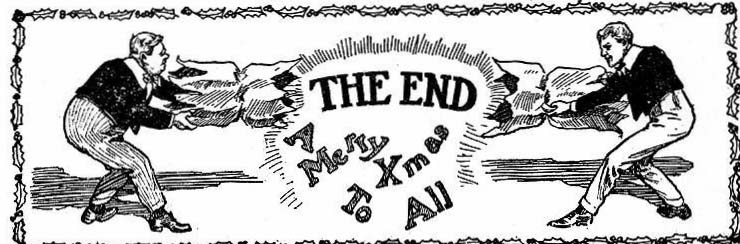 THE END
A
Merry
Xmas
To
All